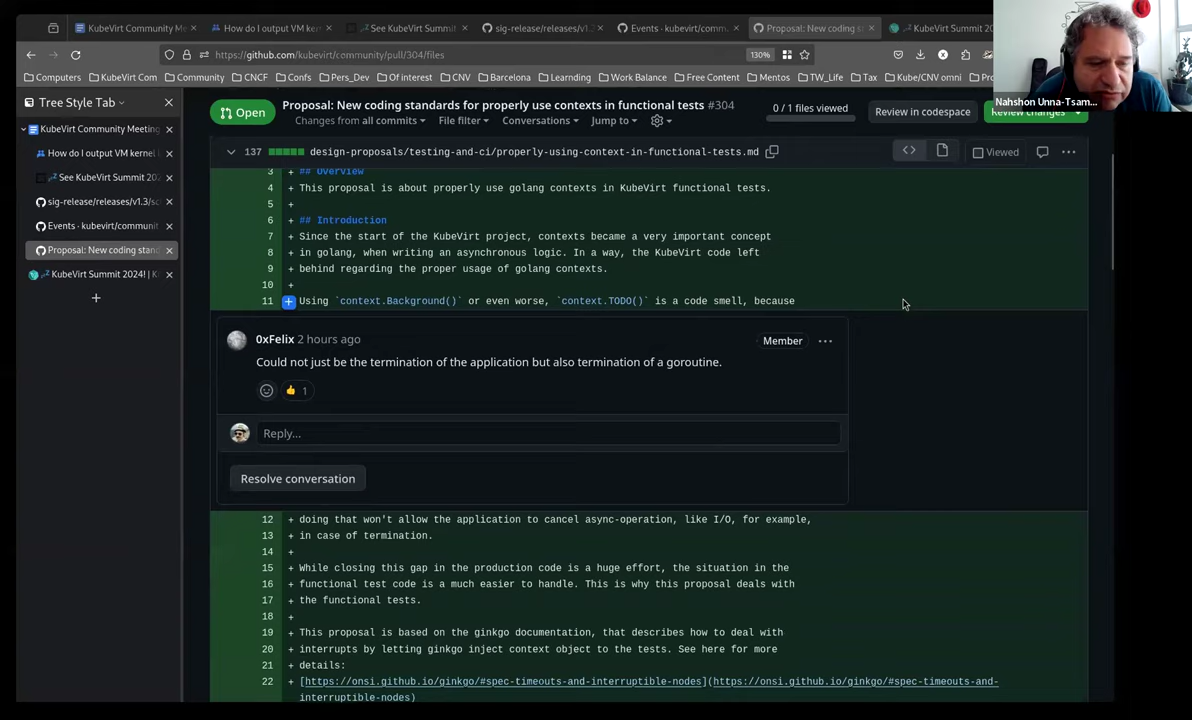 KubeVirt Community M
How do I output VM kern
See KubeVirt Summit
sig-release/releases/v1.
Events · kubevirt/commun
Proposal: New coding s
KubeVirt Summit 20
https://github.com/kubevirt/community/pull/304/files
130%
Computers
KubeVirt Com
Community
CNCF
Confs
Pers_Dev
Of interest
CNV
Barcelona
Learning
Work Balance
Free Content
Mentos
TW_Life
Tax
Kube/CNV omni
Pro
Nahshon Unna-Tsam...
Tree Style Tab
KubeVirt Community Meeting
How do I output VM kernel
See KubeVirt Summit 202
sig-release/releases/v1.3/sc
Events · kubevirt/communit
Proposal: New coding stan
KubeVirt Summit 2024! | K
Open
Proposal: New coding standards for properly use contexts in functional tests #304
Changes from all commits
File filter
Conversations
Jump to
0 / 1 files viewed
Review in codespace
Review changes
137
design-proposals/testing-and-ci/properly-using-context-in-functional-tests.md
Viewed
3 + ## Overview
4 + This proposal is about properly use golang contexts in KubeVirt functional tests.
5 +
6 + ## Introduction
7 + Since the start of the KubeVirt project, contexts became a very important concept
8 + in golang, when writing an asynchronous logic. In a way, the KubeVirt code left
9 + behind regarding the proper usage of golang contexts.
10 +
11 + Using `context.Background()` or even worse, `context.TODO()` is a code smell, because
0xFelix 2 hours ago
Member
Could not just be the termination of the application but also termination of a goroutine.
1
Reply...
Resolve conversation
12 + doing that won't allow the application to cancel async-operation, like I/O, for example,
13 + in case of termination.
14 +
15 + While closing this gap in the production code is a huge effort, the situation in the
16 + functional test code is a much easier to handle. This is why this proposal deals with
17 + the functional tests.
18 +
19 + This proposal is based on the ginkgo documentation, that describes how to deal with
20 + interrupts by letting ginkgo inject context object to the tests. See here for more
21 + details:
22 + [https://onsi.github.io/ginkgo/#spec-timeouts-and-interruptible-nodes](https://onsi.github.io/ginkgo/#spec-timeouts-and-
interruptible-nodes)